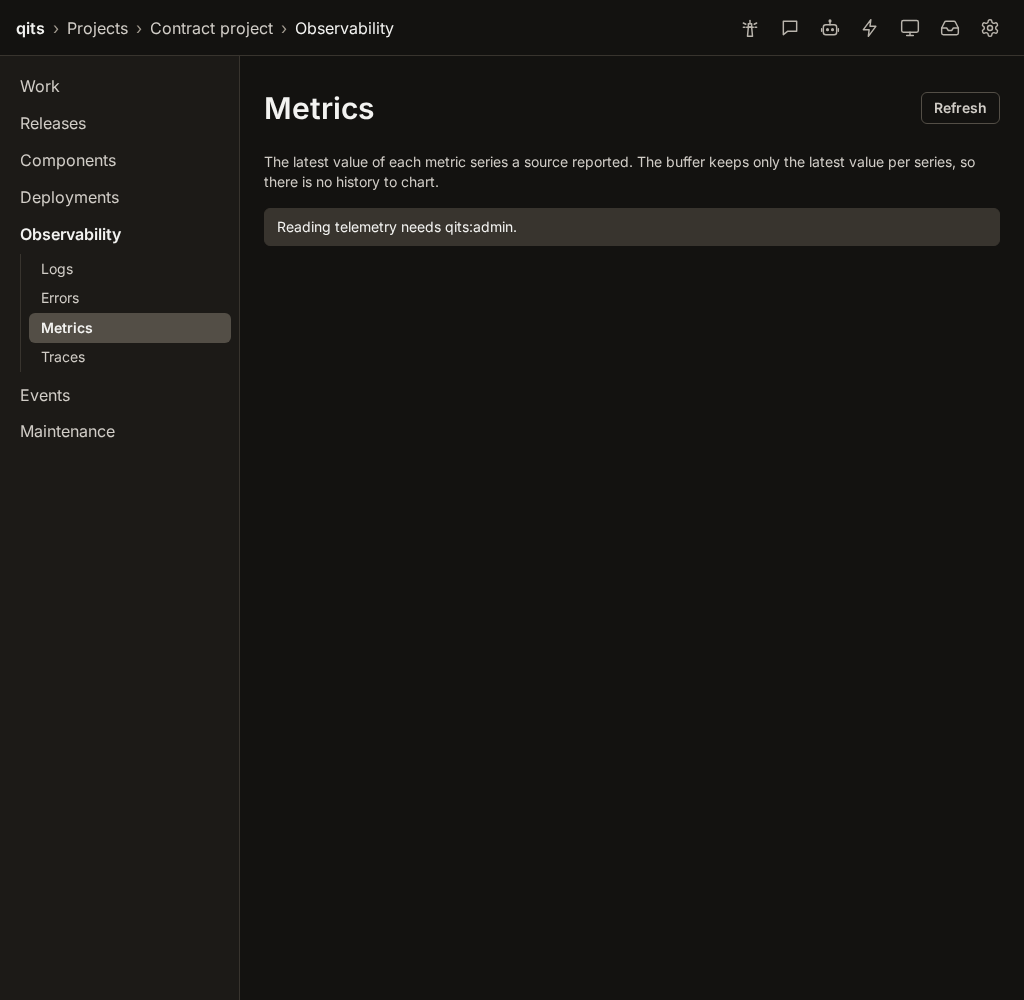 qits › Projects › Contract project › Observability
Work
Releases
Components
Deployments
Observability
Logs
Errors
Metrics
Traces
Events
Maintenance
Metrics
Refresh
The latest value of each metric series a source reported. The buffer keeps only the latest value per series, so
there is no history to chart.
Reading telemetry needs qits:admin.